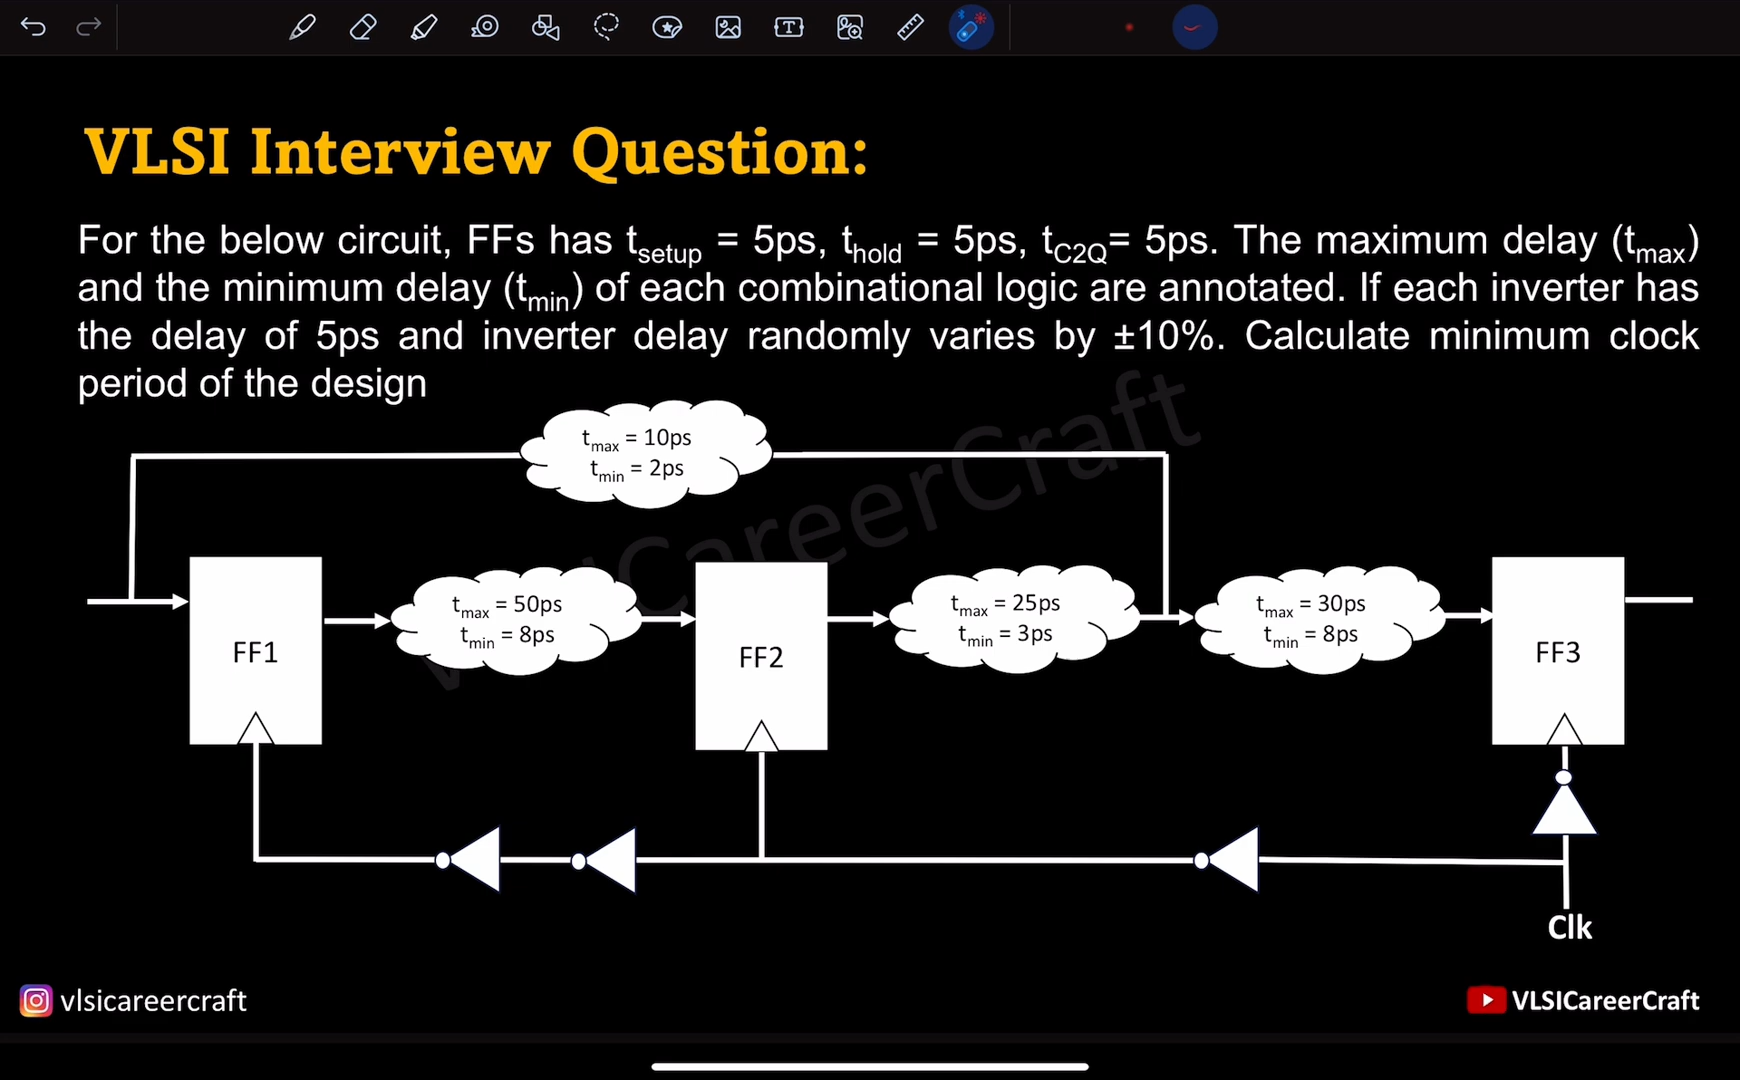 VLSI Interview Question:
For the below circuit, FFs has tsetup = 5ps, thold = 5ps, tC2Q= 5ps. The maximum delay (tmax)
and the minimum delay (tmin) of each combinational logic are annotated. If each inverter has
the delay of 5ps and inverter delay randomly varies by ±10%. Calculate minimum clock
period of the design
tmax = 10ps
tmin = 2ps
tmax = 50ps
tmin = 8ps
tmax = 25ps
tmin = 3ps
tmax = 30ps
tmin = 8ps
FF1
FF2
FF3
Clk
vlsicareercraft
VLSICareerCraft